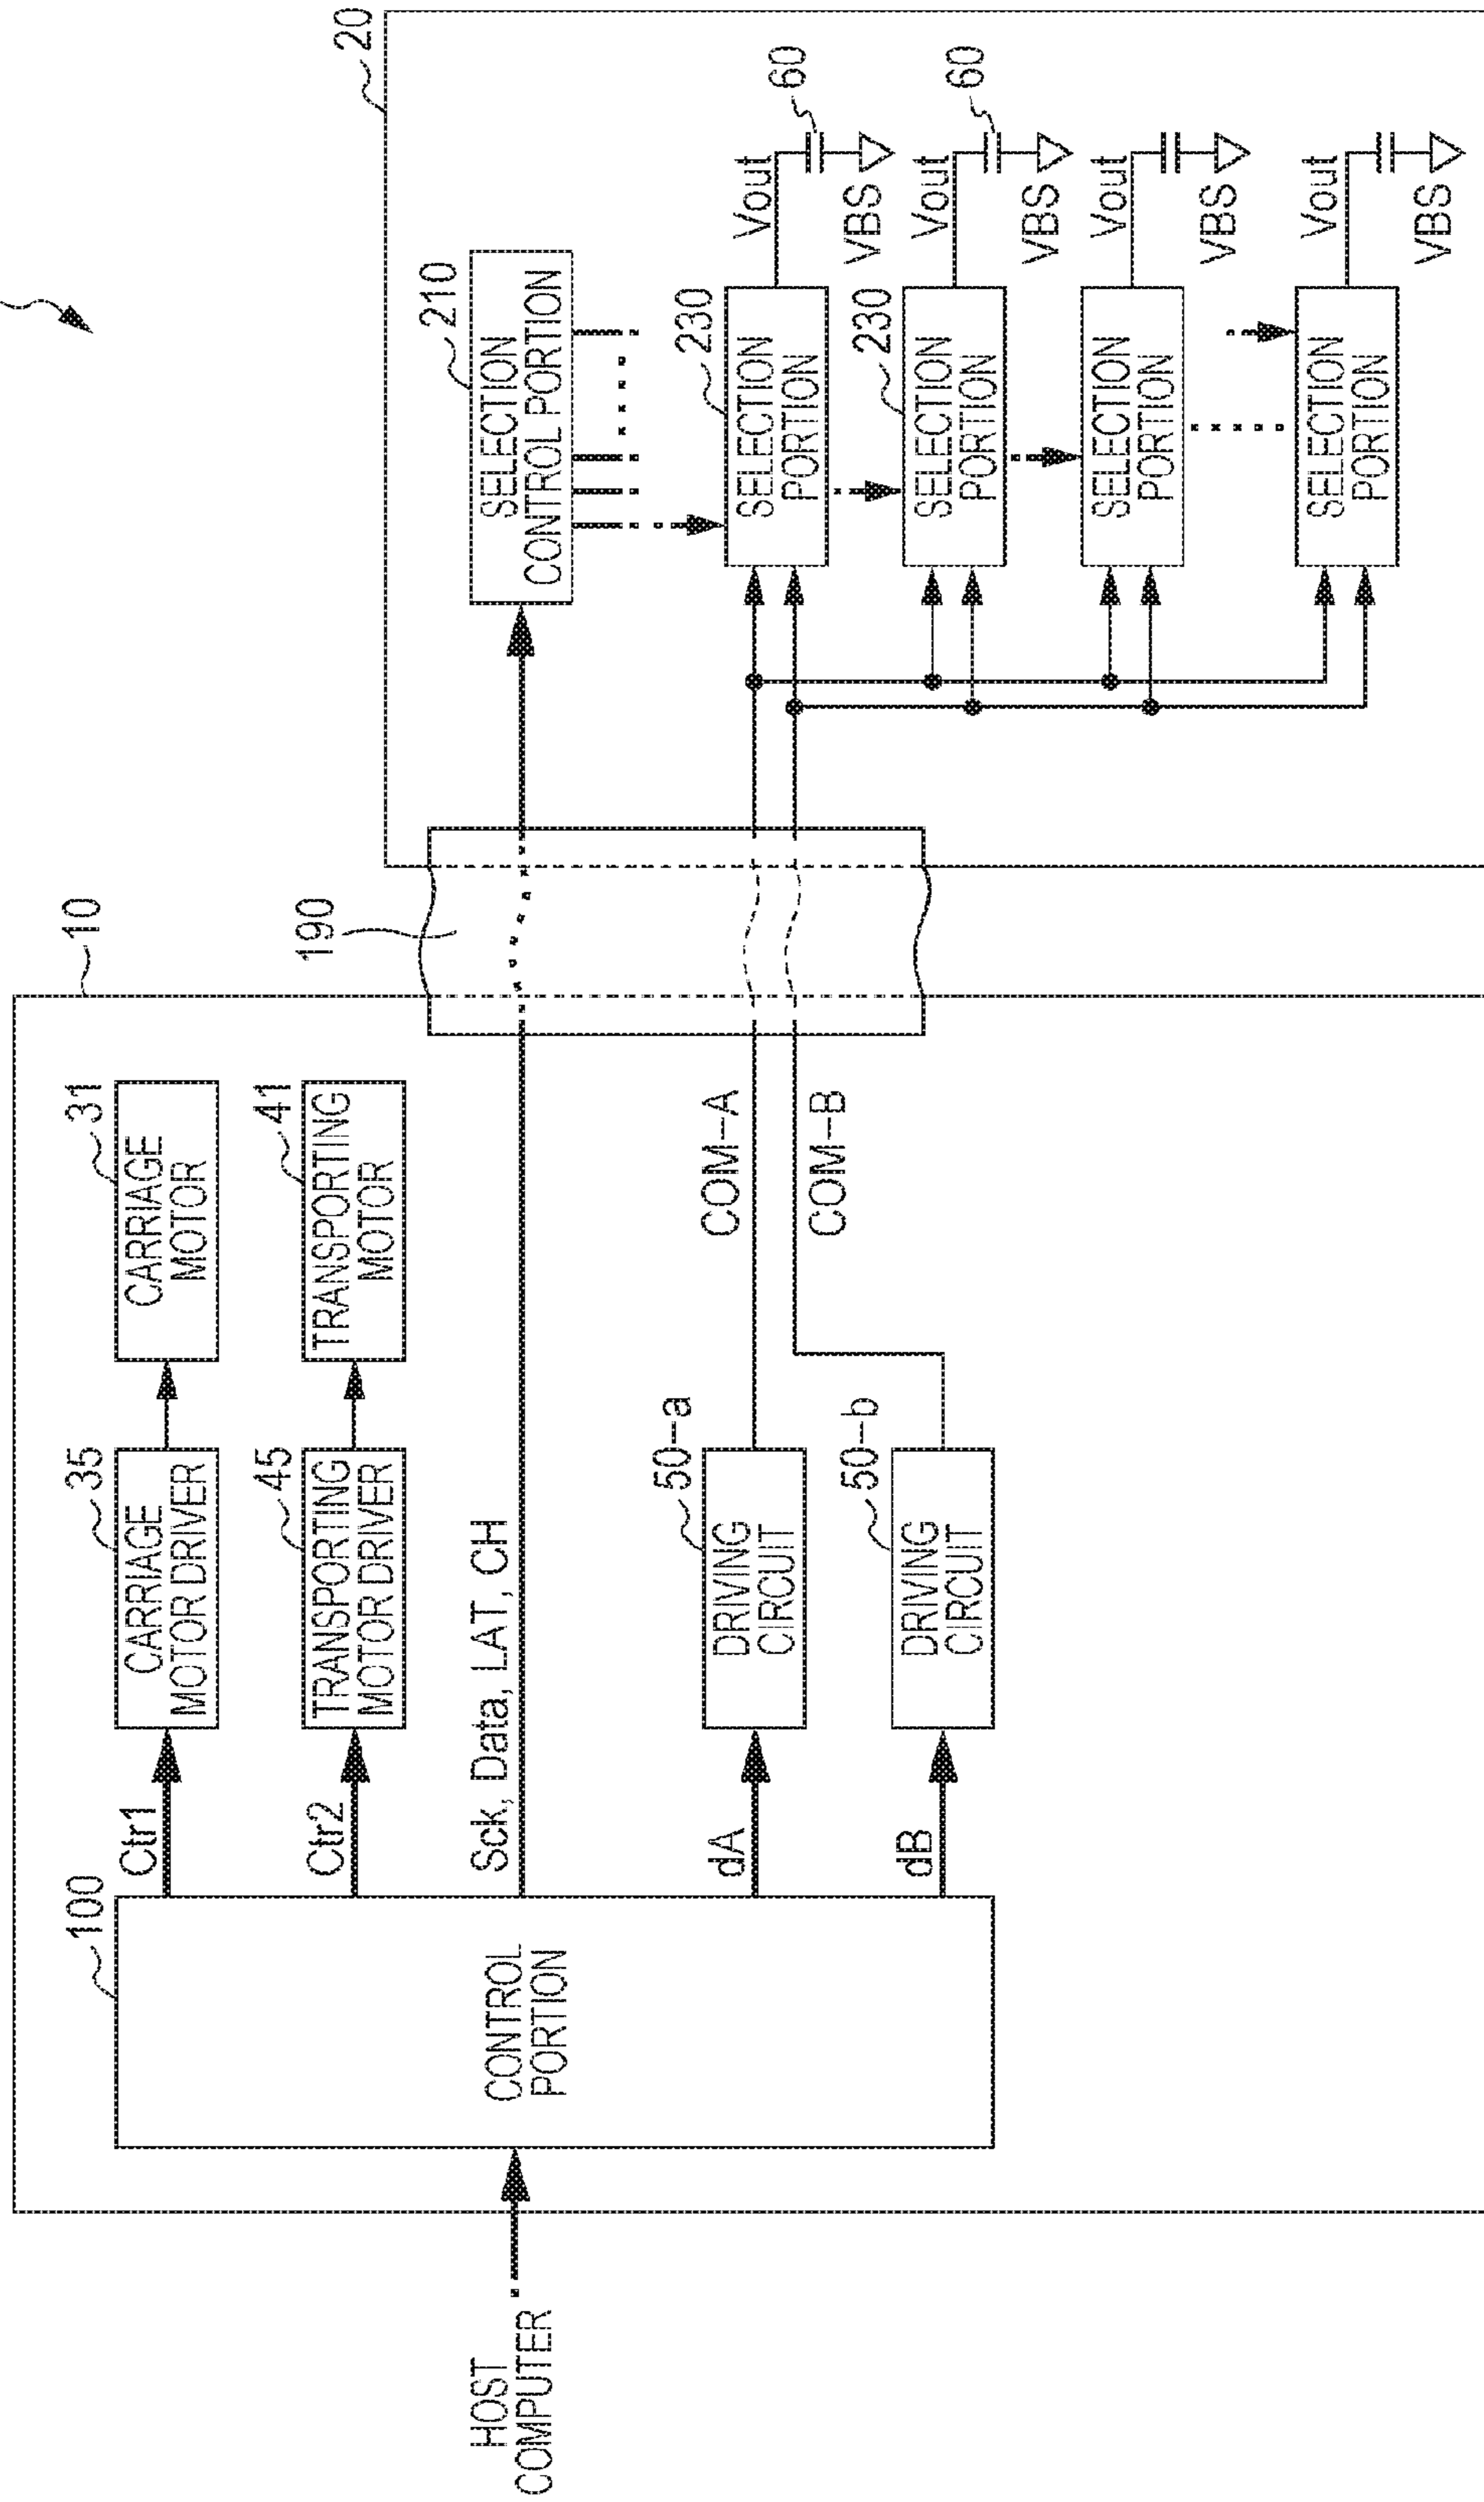 20
10
190
100
Ctr1
35
CARRIAGE
MOTOR DRIVER
31
CARRIAGE
MOTOR
Ctr2
45
TRANSPORTING
MOTOR DRIVER
41
TRANSPORTING
MOTOR
HOST
COMPUTER
CONTROL
PORTION
Sck, Data, LAT, CH
210
SELECTION
CONTROL PORTION
dA
50-a
DRIVING
CIRCUIT
COM-A
230
SELECTION
PORTION
Vout
60
VBS
dB
50-b
DRIVING
CIRCUIT
COM-B
230
SELECTION
PORTION
Vout
60
VBS
SELECTION
PORTION
Vout
VBS
SELECTION
PORTION
Vout
VBS